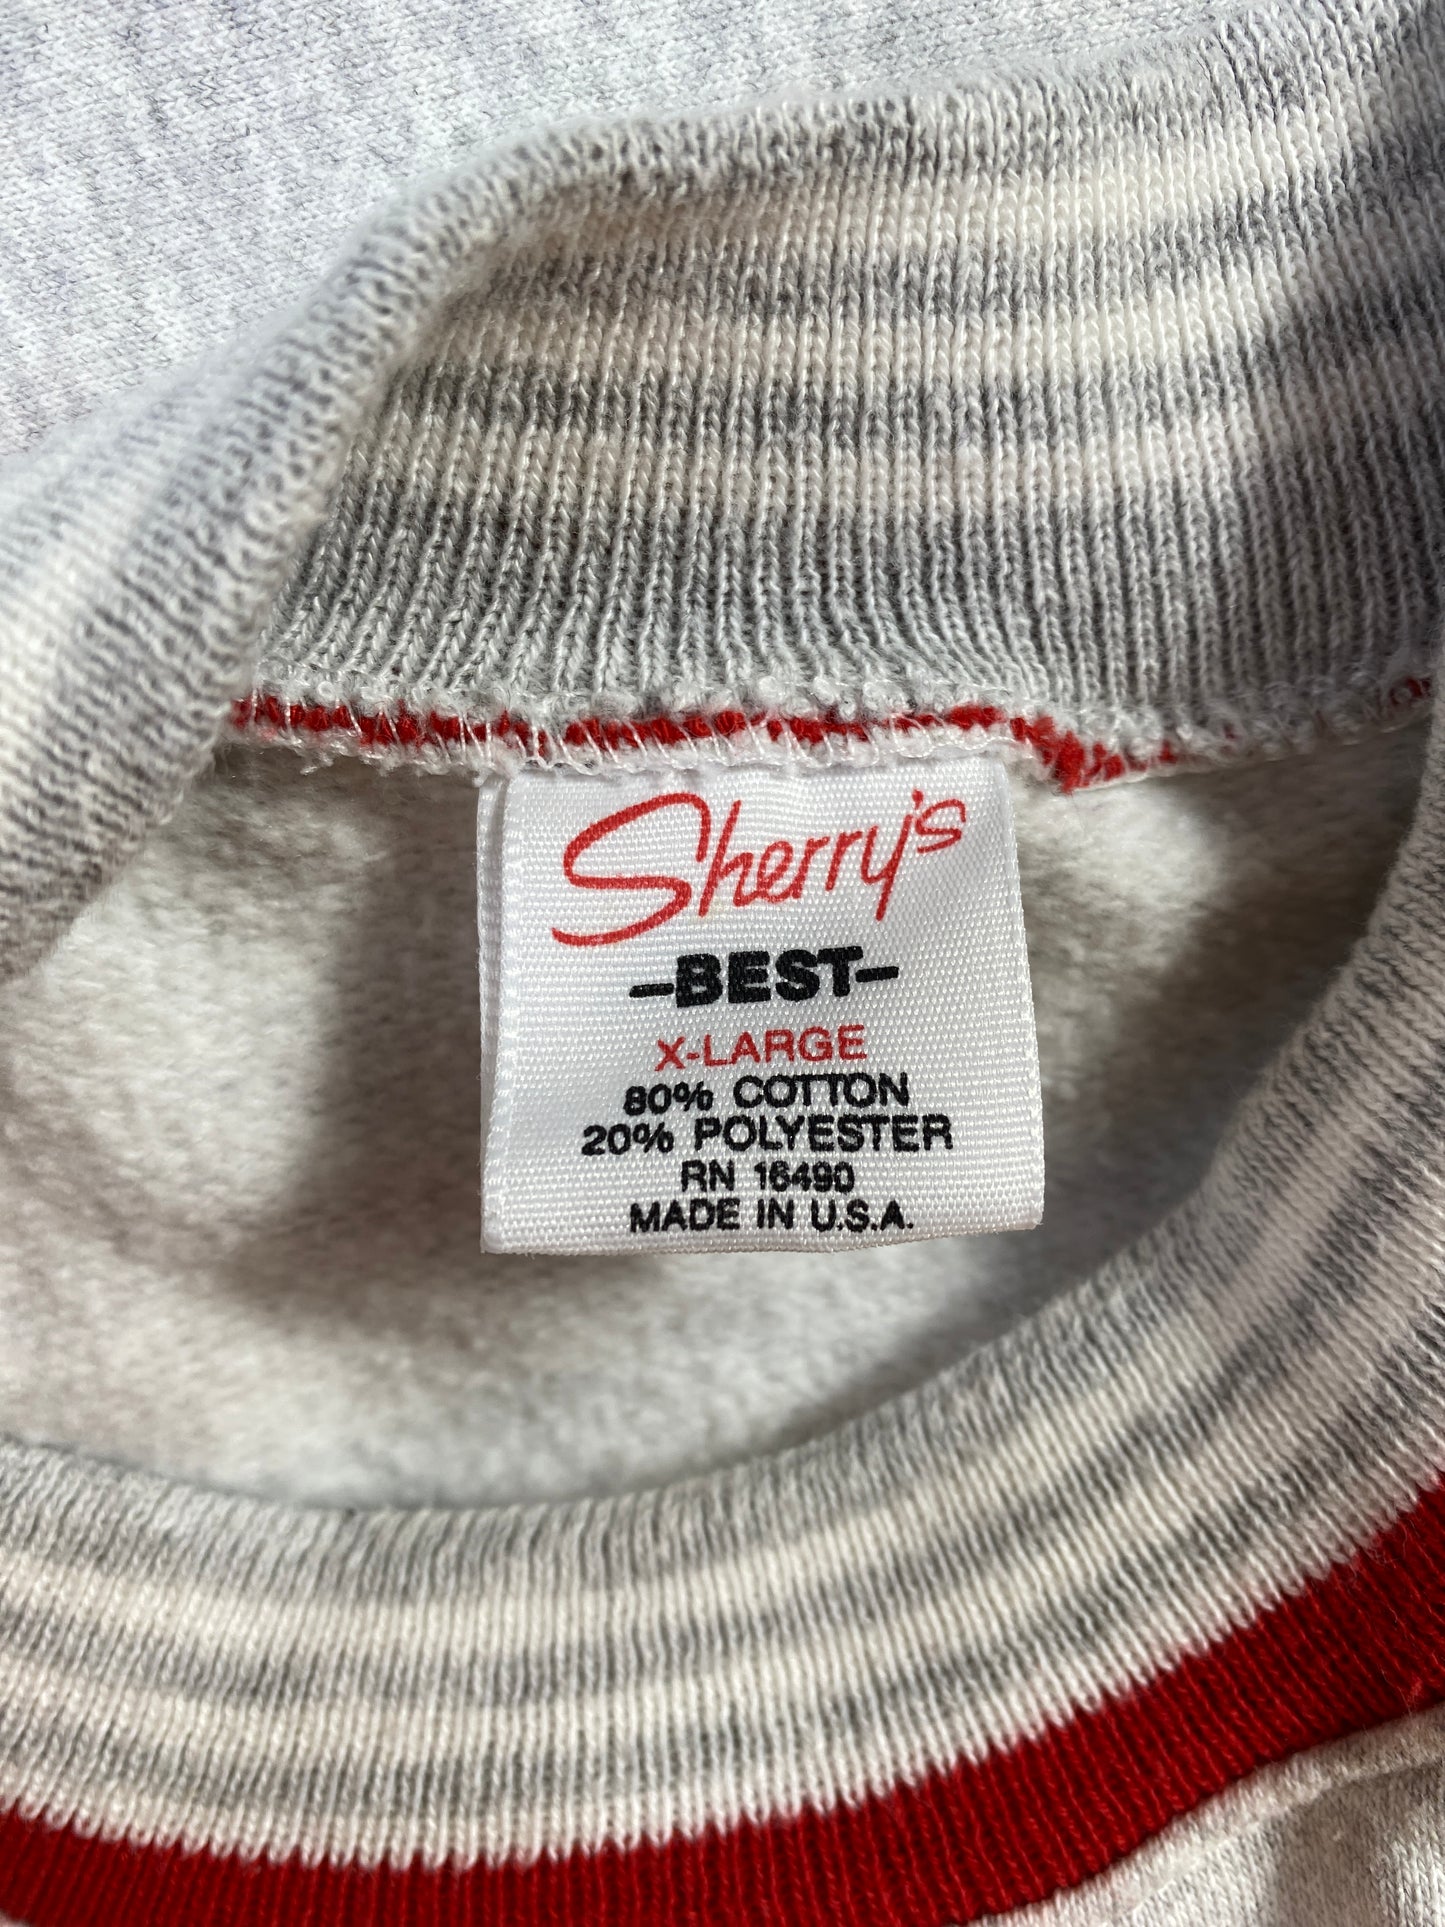 Sherry's
-BEST-
X-LARGE
80% COTTON
20% POLYESTER
RN 16490
MADE IN U.S.A.